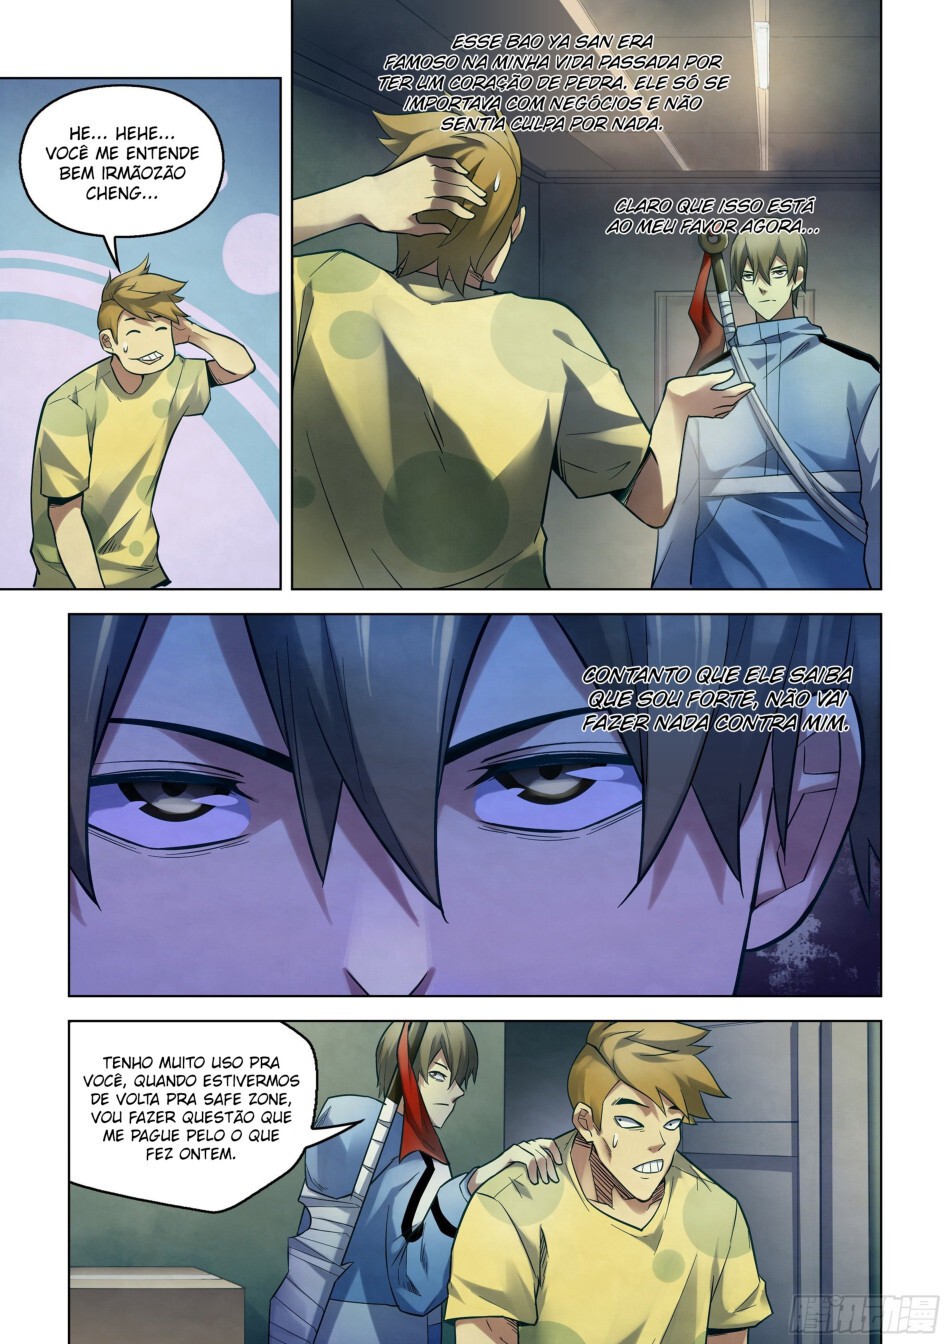 HE... HEHE...
VOCÊ ME ENTENDE
BEM IRMÃOZÃO
CHENG...
ESSE BAO YA SAN ERA
FAMOSO NA MINHA VIDA PASSADA POR
TER UM CORAÇÃO DE PEDRA. ELE SÓ SE
IMPORTAVA COM NEGÓCIOS E NÃO
SENTIA CULPA POR NADA.
CLARO QUE ISSO ESTÁ
AO MEU FAVOR AGORA...
CONTANTO QUE ELE SAIBA
QUE SOU FORTE, NÃO VAI
FAZER NADA CONTRA MIM.
TENHO MUITO USO PRA
VOCÊ, QUANDO ESTIVERMOS
DE VOLTA PRA SAFE ZONE,
VOU FAZER QUESTÃO QUE
ME PAGUE PELO O QUE
FEZ ONTEM.
腾讯动漫